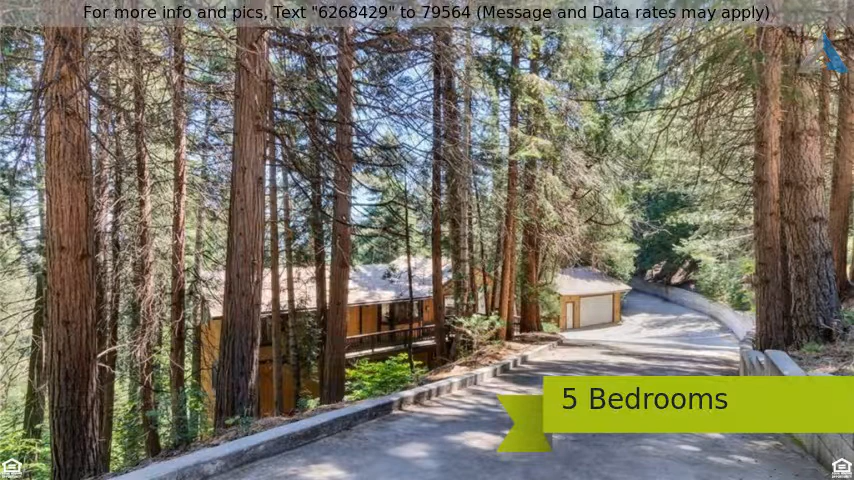 For more info and pics, Text "6268429" to 79564 (Message and Data rates may apply)
5 Bedrooms